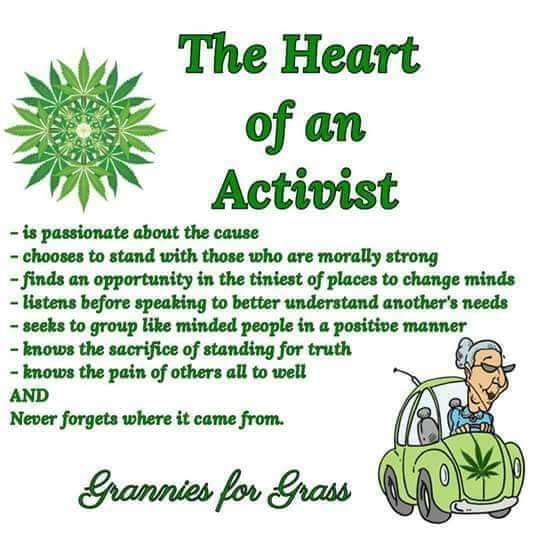 The Heart
of an
Activist
- is passionate about the cause
- chooses to stand with those who are morally strong
- finds an opportunity in the tiniest of places to change minds
- listens before speaking to better understand another's needs
- seeks to group like minded people in a positive manner
- knows the sacrifice of standing for truth
- knows the pain of others all to well
AND
Never forgets where it came from.
Grannies for Grass